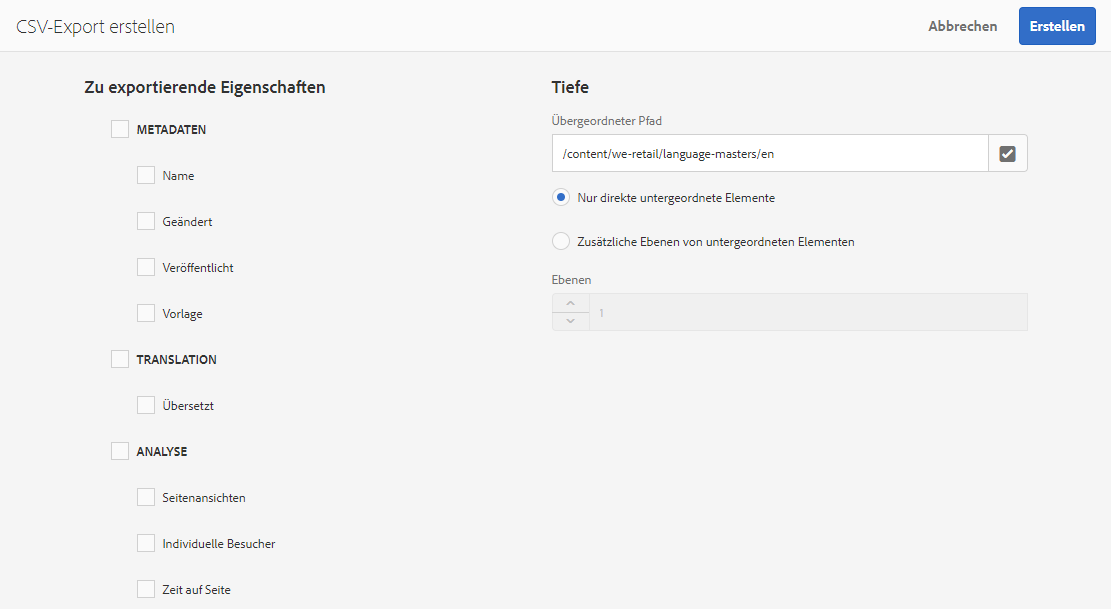 CSV-Export erstellen
Abbrechen
Erstellen
Zu exportierende Eigenschaften
METADATEN
Name
Geändert
Veröffentlicht
Vorlage
TRANSLATION
Übersetzt
ANALYSE
Seitenansichten
Individuelle Besucher
Zeit auf Seite
Tiefe
Übergeordneter Pfad
/content/we-retail/language-masters/en
Nur direkte untergeordnete Elemente
Zusätzliche Ebenen von untergeordneten Elementen
Ebenen
1